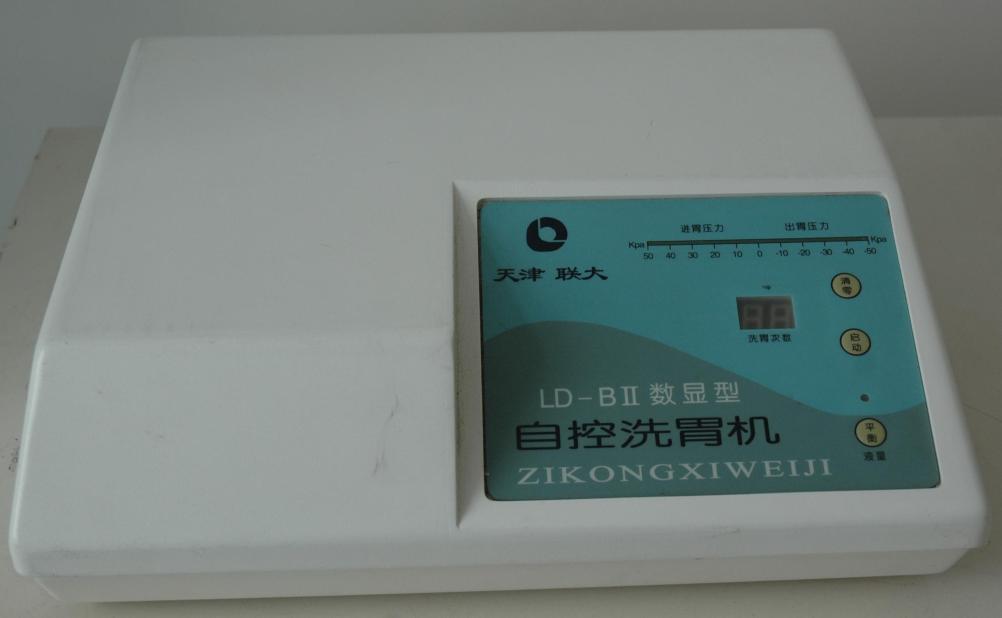 进胃压力 出胃压力
Kpa Kpa
50 40 30 20 10 0 -10 -20 -30 -40 -50
天津 联大
清零
洗胃次数
启动
LD-BⅡ 数显型
平衡
液量
自控洗胃机
ZIKONGXIWEIJI